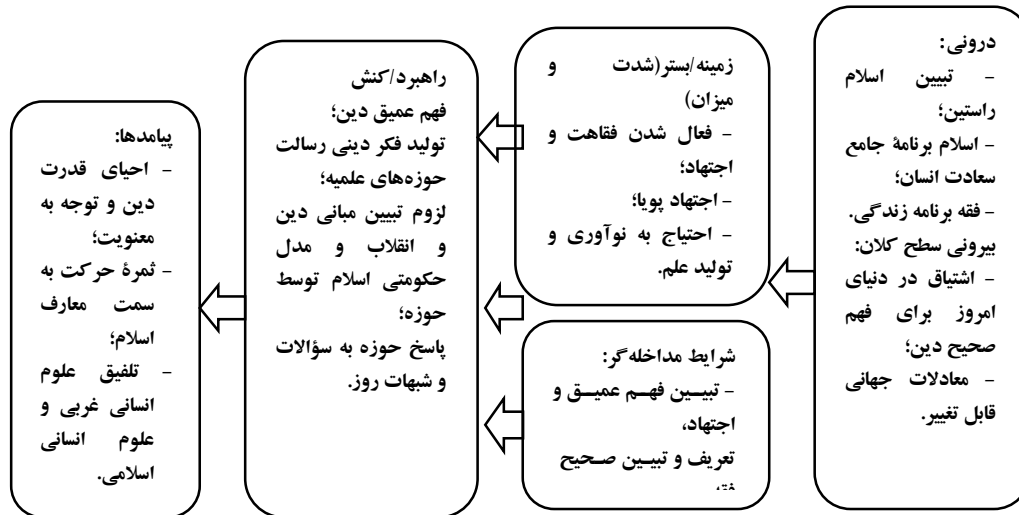 درونی:
- تبیین اسلام
راستین؛
- اسلام برنامۀ جامع
سعادت انسان؛
- فقه برنامه زندگی.
بیرونی سطح کلان:
- اشتیاق در دنیای
امروز برای فهم
صحیح دین؛
- معادلات جهانی
قابل تغییر.
زمینه/بستر(شدت و
میزان)
- فعال شدن فقاهت و
اجتهاد؛
- اجتهاد پویا؛
- احتیاج به نوآوری و
تولید علم.
شرایط مداخله‌گر:
- تبیین فهم عمیق و
اجتهاد،
تعریف و تبیین صحیح
راهبرد/کنش
فهم عمیق دین؛
تولید فکر دینی رسالت
حوزه‌های علمیه؛
لزوم تبیین مبانی دین
و انقلاب و مدل
حکومتی اسلام توسط
حوزه؛
پاسخ حوزه به سؤالات
و شبهات روز.
پیامدها:
- احیای قدرت
دین و توجه به
معنویت؛
- ثمرۀ حرکت به
سمت معارف
اسلام؛
- تلفیق علوم
انسانی غربی و
علوم انسانی
اسلامی.